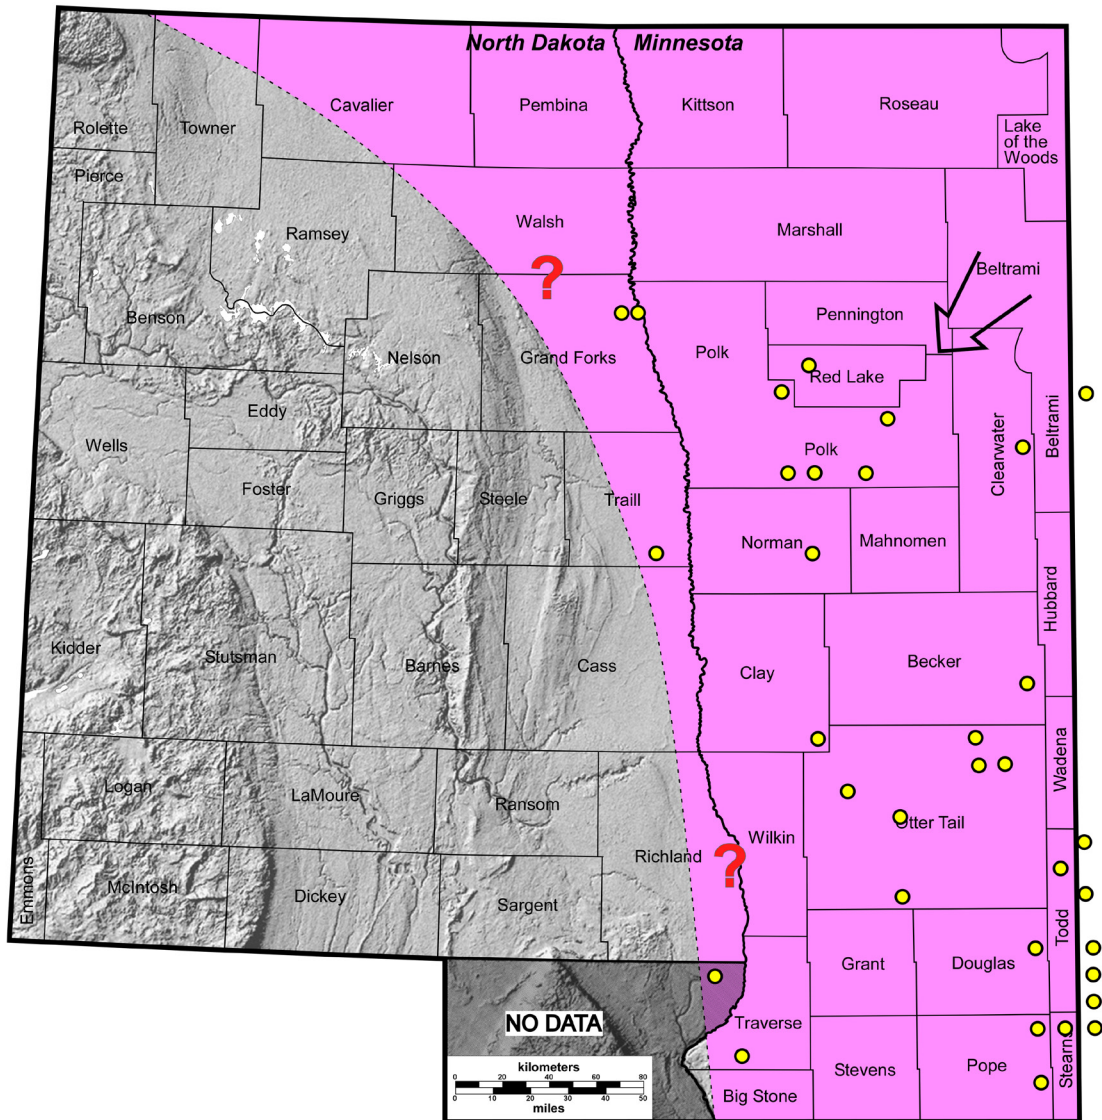 North Dakota Minnesota
Cavalier
Pembina
Kittson
Roseau
Rolette
Towner
Lake
of the
Woods
Pierce
Walsh
Marshall
Ramsey
?
Beltrami
Benson
Pennington
Nelson
Grand Forks
Polk
Red Lake
Eddy
Beltrami
Wells
Polk
Clearwater
Foster
Griggs
Steele
Traill
Norman
Mahnomen
Hubbard
Kidder
Stutsman
Barnes
Cass
Clay
Becker
Wadena
Logan
LaMoure
Ransom
Wilkin
Otter Tail
Richland
?
Emmons
McIntosh
Dickey
Sargent
Todd
Grant
Douglas
NO DATA
Traverse
Stearns
Stevens
Pope
kilometers
0 20 40 60 80
0 10 20 30 40 50
miles
Big Stone